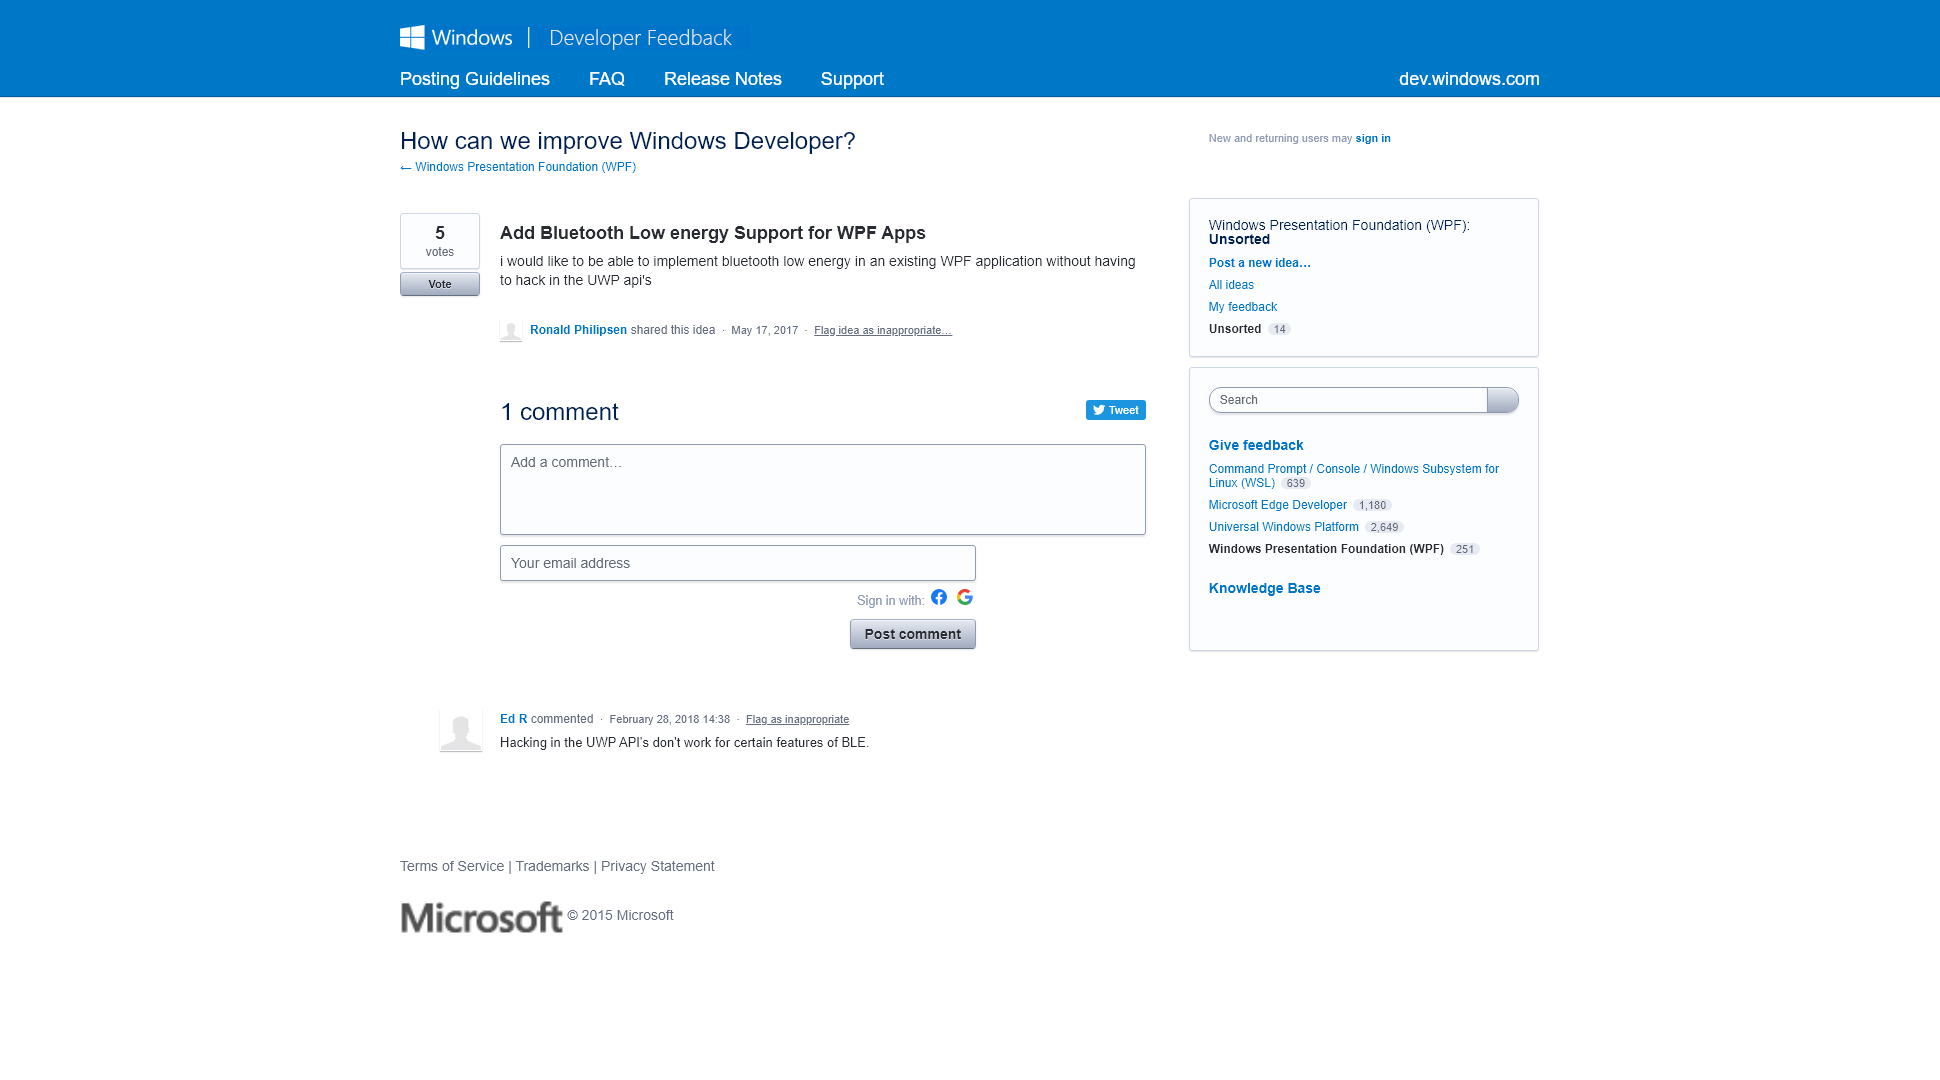 Windows | Developer Feedback
Posting Guidelines FAQ Release Notes Support dev.windows.com
How can we improve Windows Developer?
← Windows Presentation Foundation (WPF)
New and returning users may sign in
5
votes
Vote
Add Bluetooth Low energy Support for WPF Apps
i would like to be able to implement bluetooth low energy in an existing WPF application without having
to hack in the UWP api's
Ronald Philipsen shared this idea · May 17, 2017 · Flag idea as inappropriate…
1 comment
Tweet
Add a comment…
Your email address
Sign in with:
Post comment
Ed R commented · February 28, 2018 14:38 · Flag as inappropriate
Hacking in the UWP API's don't work for certain features of BLE.
Windows Presentation Foundation (WPF):
Unsorted
Post a new idea…
All ideas
My feedback
Unsorted 14
Search
Give feedback
Command Prompt / Console / Windows Subsystem for
Linux (WSL) 639
Microsoft Edge Developer 1,180
Universal Windows Platform 2,649
Windows Presentation Foundation (WPF) 251
Knowledge Base
Terms of Service | Trademarks | Privacy Statement
Microsoft © 2015 Microsoft